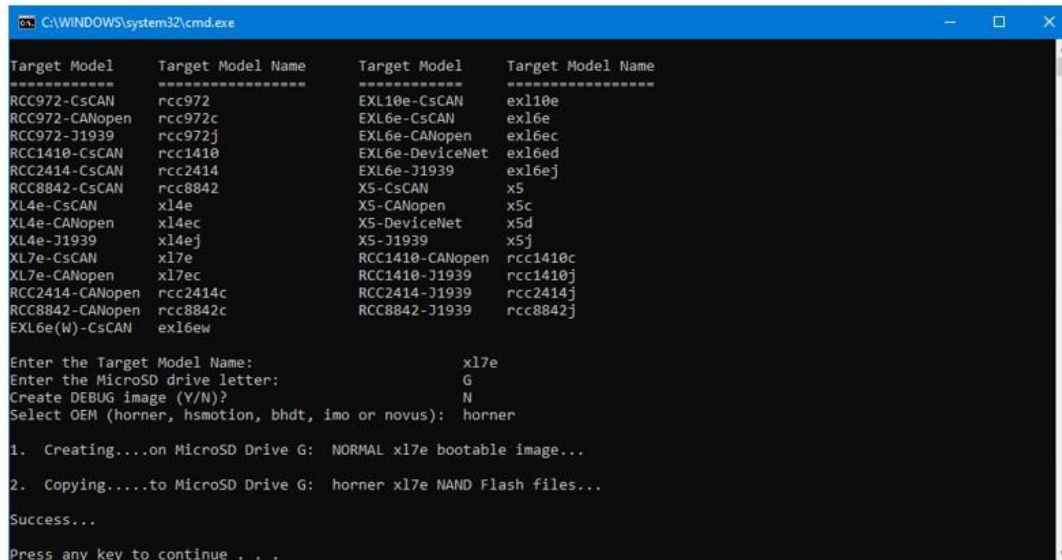 C:\WINDOWS\system32\cmd.exe
Target Model Target Model Name Target Model Target Model Name
============ ================= ============ =================
RCC972-CsCAN rcc972 EXL10e-CsCAN exl10e
RCC972-CANopen rcc972c EXL6e-CsCAN exl6e
RCC972-J1939 rcc972j EXL6e-CANopen exl6ec
RCC1410-CsCAN rcc1410 EXL6e-DeviceNet exl6ed
RCC2414-CsCAN rcc2414 EXL6e-J1939 exl6ej
RCC8842-CsCAN rcc8842 X5-CsCAN x5
XL4e-CsCAN xl4e X5-CANopen x5c
XL4e-CANopen xl4ec X5-DeviceNet x5d
XL4e-J1939 xl4ej X5-J1939 x5j
XL7e-CsCAN xl7e RCC1410-CANopen rcc1410c
XL7e-CANopen xl7ec RCC1410-J1939 rcc1410j
RCC2414-CANopen rcc2414c RCC2414-J1939 rcc2414j
RCC8842-CANopen rcc8842c RCC8842-J1939 rcc8842j
EXL6e(W)-CsCAN exl6ew
Enter the Target Model Name: xl7e
Enter the MicroSD drive letter: G
Create DEBUG image (Y/N)? N
Select OEM (horner, hsmotion, bhdt, imo or novus): horner
1. Creating....on MicroSD Drive G: NORMAL xl7e bootable image...
2. Copying.....to MicroSD Drive G: horner xl7e NAND Flash files...
Success...
Press any key to continue . . .